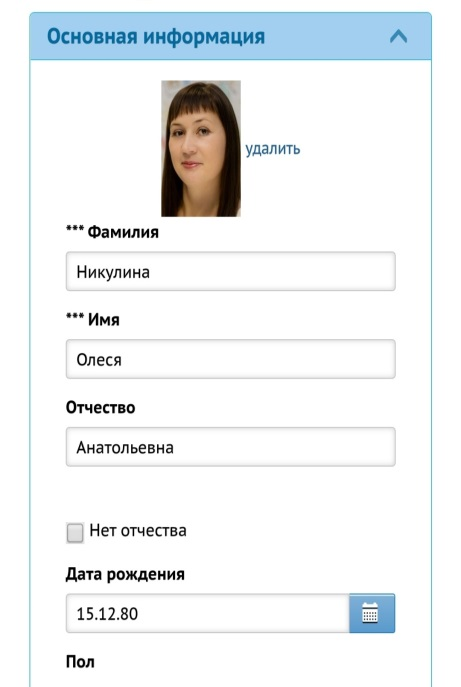 Основная информация
удалить
*** Фамилия
Никулина
*** Имя
Олеся
Отчество
Анатольевна
Нет отчества
Дата рождения
15.12.80
Пол